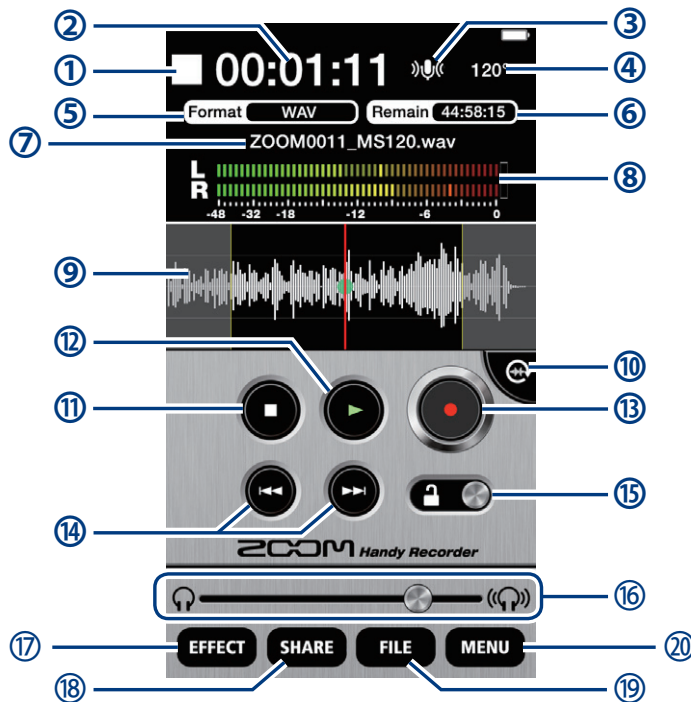 ② ③
① 00:01:11 120° ④
⑤ Format WAV Remain 44:58:15 ⑥
⑦ ZOOM0011_MS120.wav
L ⑧
R
-48 -32 -18 -12 -6 0
⑨
⑫
⑩
⑪ ⑬
⑭ ⑮
ZOOM Handy Recorder
⑯
⑰ EFFECT SHARE FILE MENU ⑳
⑱ ⑲